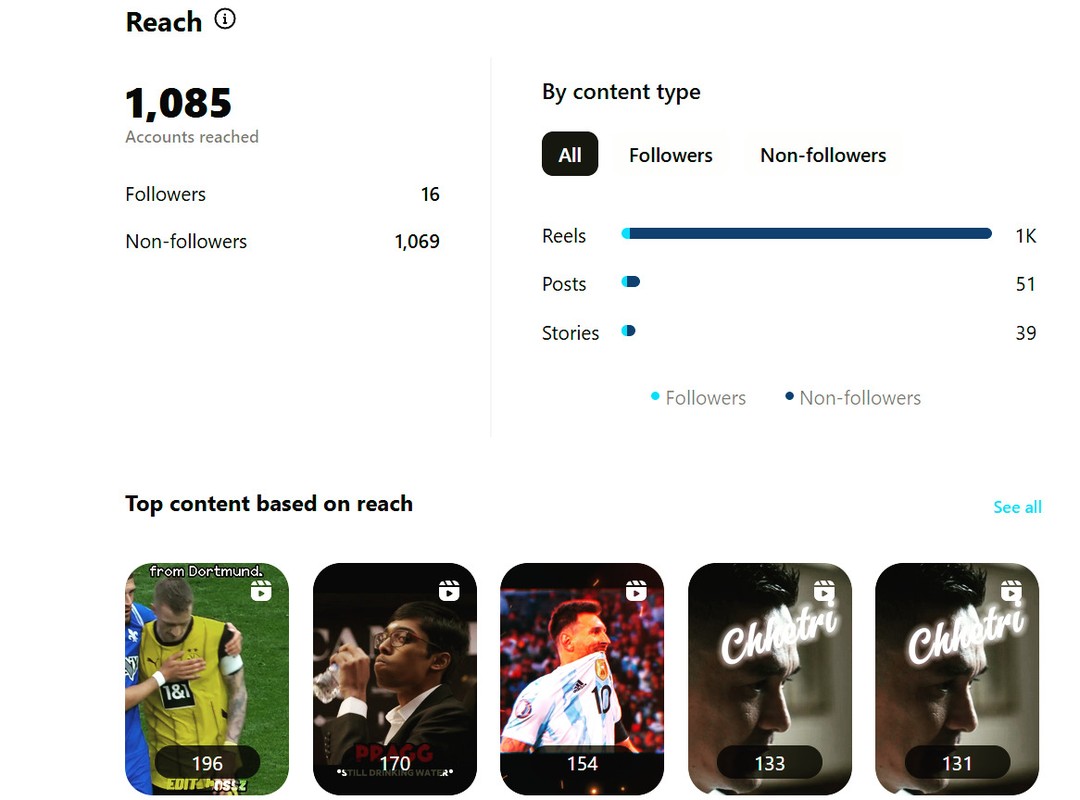 Reach
1,085
Accounts reached
Followers 16
Non-followers 1,069
By content type
All Followers Non-followers
Reels 1K
Posts 51
Stories 39
Followers Non-followers
Top content based on reach See all
from Dortmund.
1&1
196
EDIT
PRAGG
170
STILL DRINKING WATER
10
154
Chhetri
133
Chhetri
131